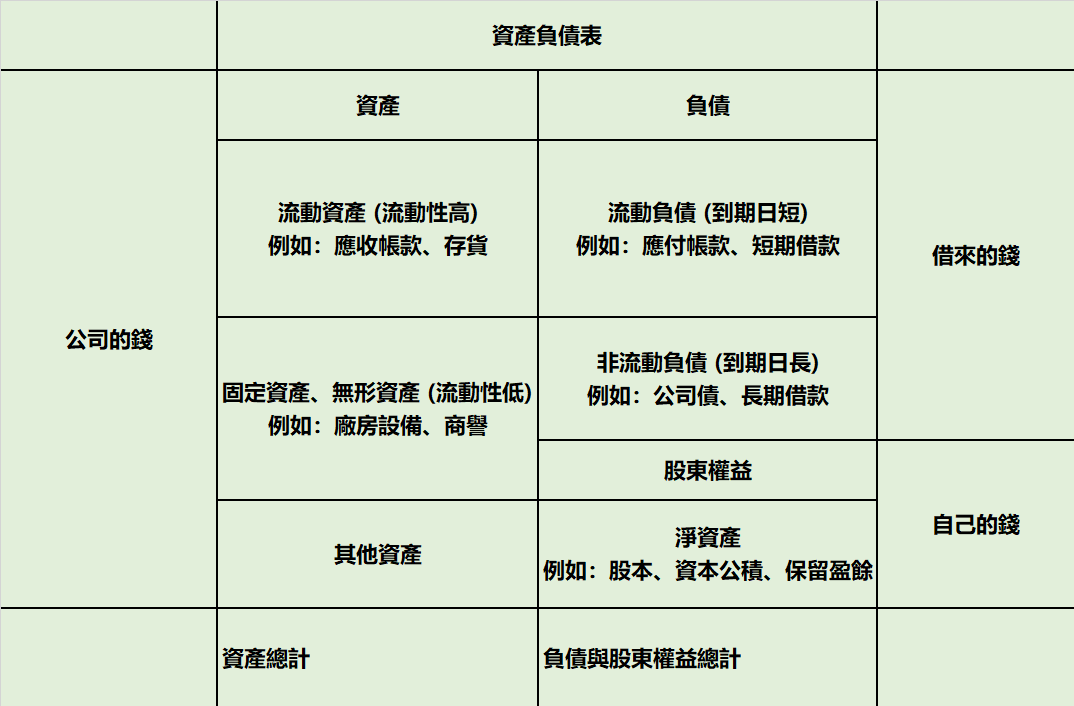 資產負債表
資產
負債
流動資產 (流動性高)
例如：應收帳款、存貨
流動負債 (到期日短)
例如：應付帳款、短期借款
借來的錢
公司的錢
固定資產、無形資產 (流動性低)
例如：廠房設備、商譽
非流動負債 (到期日長)
例如：公司債、長期借款
股東權益
自己的錢
其他資產
淨資產
例如：股本、資本公積、保留盈餘
資產總計
負債與股東權益總計